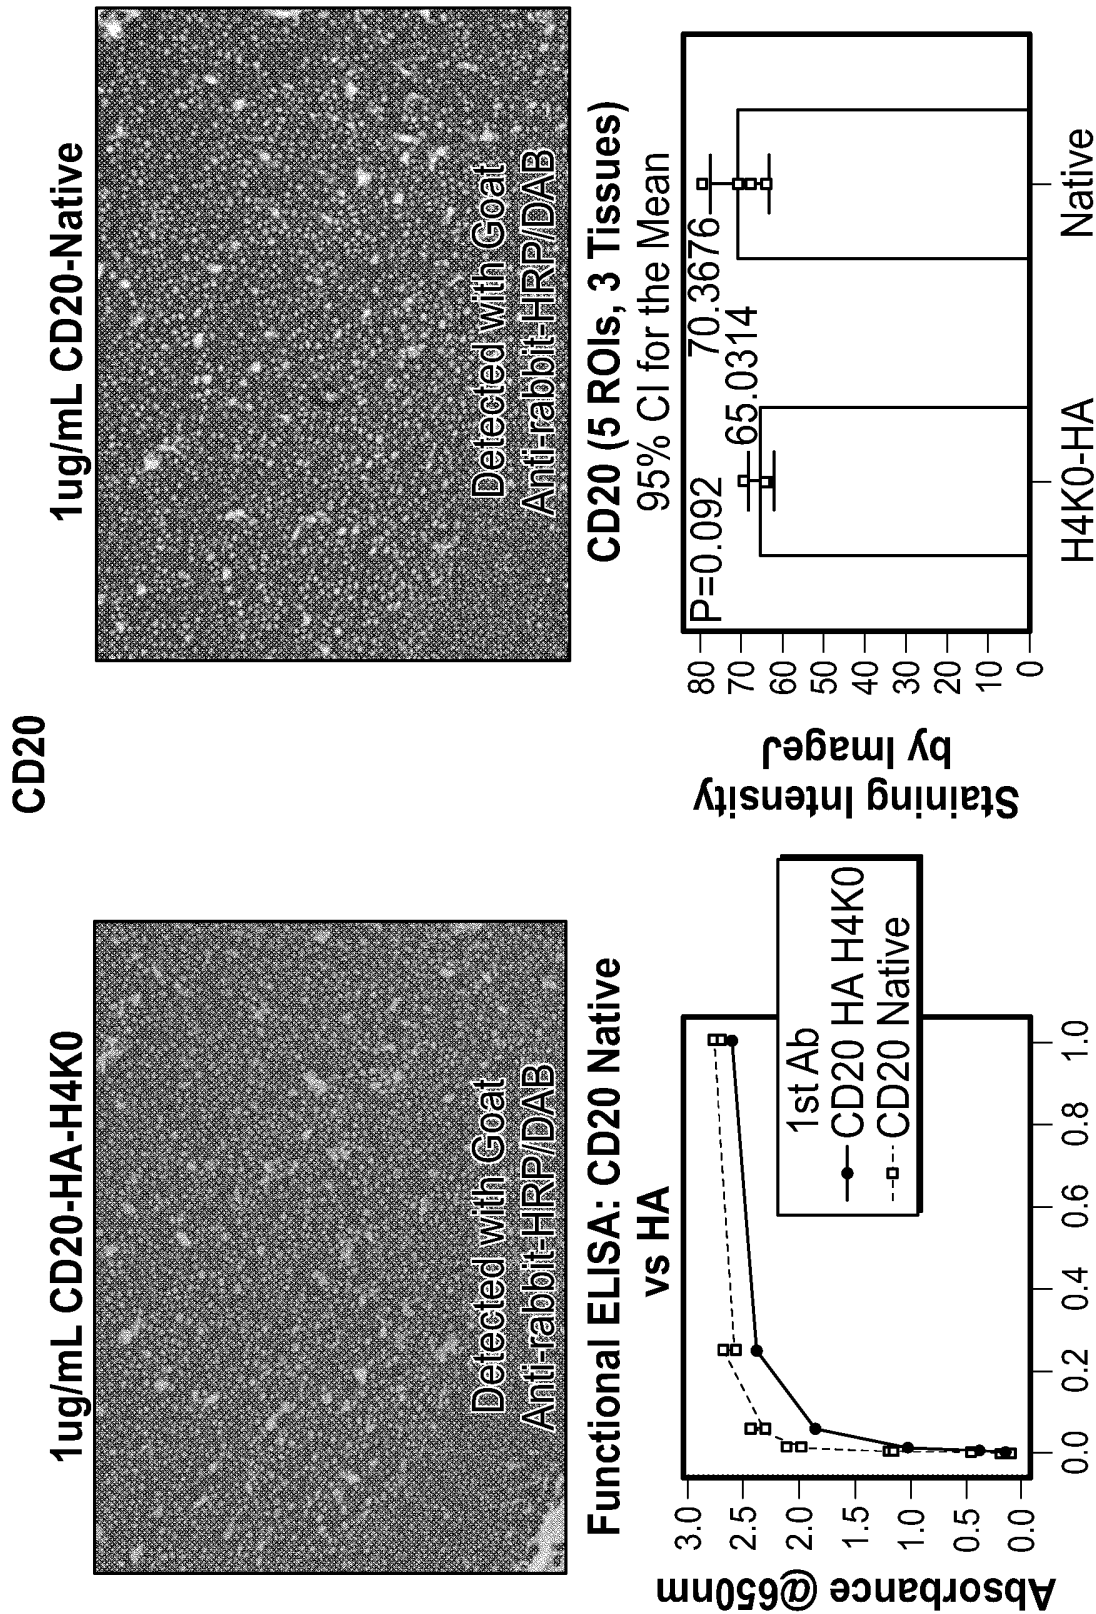 CD20
1ug/mL CD20-HA-H4K0
Detected with Goat
Anti-rabbit-HRP/DAB
1ug/mL CD20-Native
Detected with Goat
Anti-rabbit-HRP/DAB
Functional ELISA: CD20 Native
vs HA
Absorbance @650nm
3.0
2.5
2.0
1.5
1.0
0.5
0.0
1st Ab
CD20 HA H4K0
CD20 Native
0.0 0.2 0.4 0.6 0.8 1.0
CD20 (5 ROIs, 3 Tissues)
95% CI for the Mean
Staining Intensity
by ImageJ
80
70
60
50
40
30
20
10
0
P=0.092
65.0314
70.3676
H4K0-HA Native